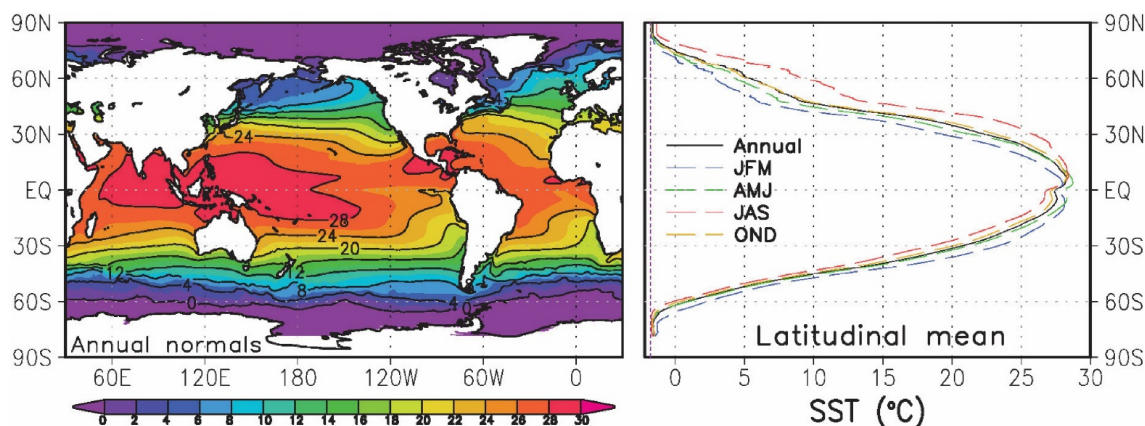 90N
60N
30N
EQ
30S
60S
90S
24
28
24
20
12
12
4
8
0
4
0
Annual normals
60E 120E 180 120W 60W 0
0 2 4 6 8 10 12 14 16 18 20 22 24 26 28 30
Annual
JFM
AMJ
JAS
OND
Latitudinal mean
90N
60N
30N
EQ
30S
60S
90S
0 5 10 15 20 25 30
SST (°C)